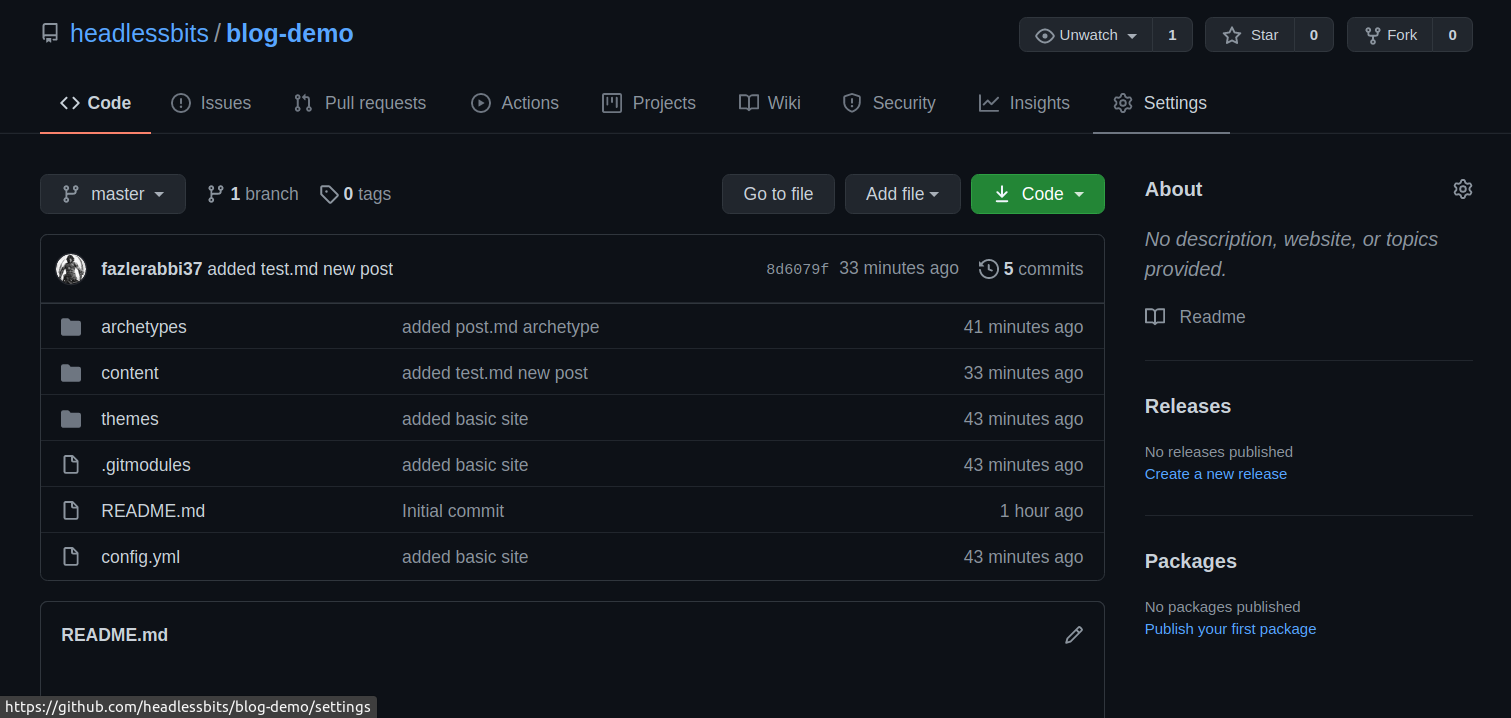 headlessbits / blog-demo
Unwatch 1 Star 0 Fork 0
Code Issues Pull requests Actions Projects Wiki Security Insights Settings
master 1 branch 0 tags Go to file Add file Code
fazlerabbi37 added test.md new post 8d6079f 33 minutes ago 5 commits
archetypes added post.md archetype 41 minutes ago
content added test.md new post 33 minutes ago
themes added basic site 43 minutes ago
.gitmodules added basic site 43 minutes ago
README.md Initial commit 1 hour ago
config.yml added basic site 43 minutes ago
README.md
About
No description, website, or topics
provided.
Readme
Releases
No releases published
Create a new release
Packages
No packages published
Publish your first package
https://github.com/headlessbits/blog-demo/settings